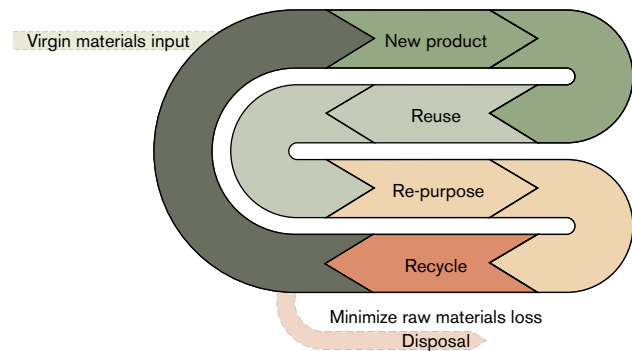 Virgin materials input
New product
Reuse
Re-purpose
Recycle
Minimize raw materials loss
Disposal